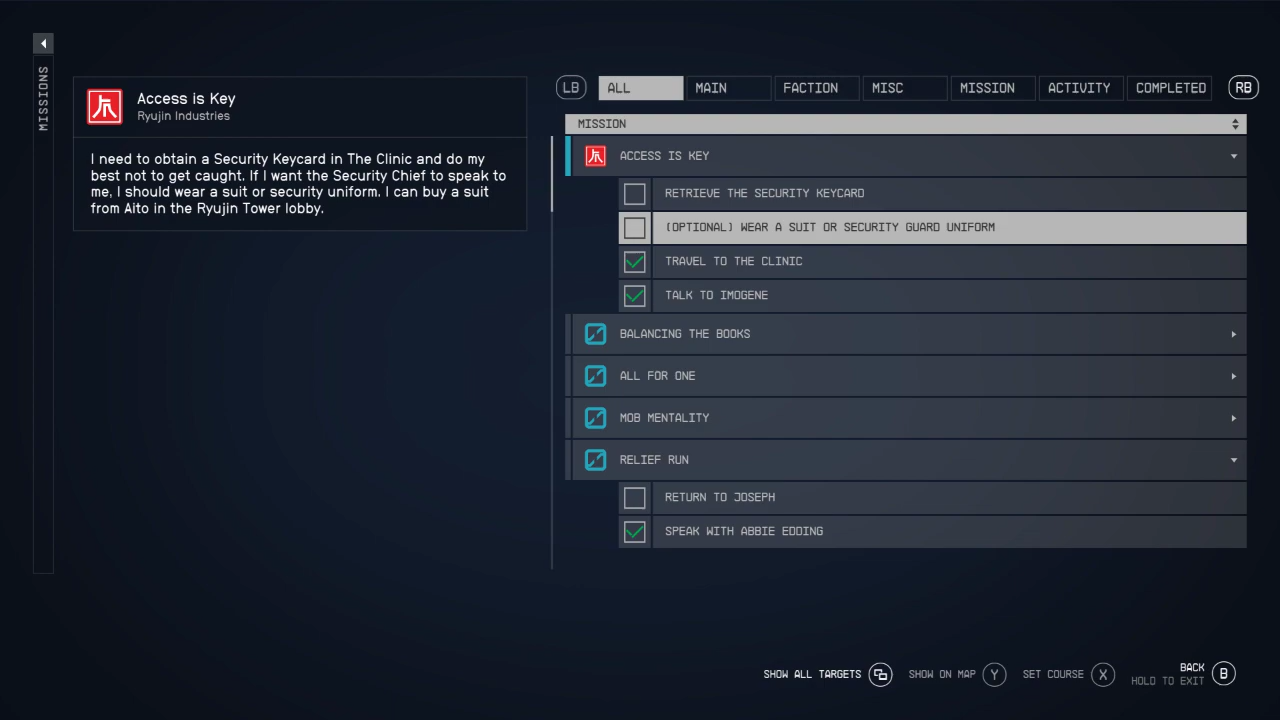 MISSIONS
Access is Key
Ryujin Industries
I need to obtain a Security Keycard in The Clinic and do my
best not to get caught. If I want the Security Chief to speak to
me, I should wear a suit or security uniform. I can buy a suit
from Aito in the Ryujin Tower lobby.
LB ALL MAIN FACTION MISC MISSION ACTIVITY COMPLETED RB
MISSION
ACCESS IS KEY
RETRIEVE THE SECURITY KEYCARD
(OPTIONAL) WEAR A SUIT OR SECURITY GUARD UNIFORM
TRAVEL TO THE CLINIC
TALK TO IMOGENE
BALANCING THE BOOKS
ALL FOR ONE
MOB MENTALITY
RELIEF RUN
RETURN TO JOSEPH
SPEAK WITH ABBIE EDDING
SHOW ALL TARGETS SHOW ON MAP Y SET COURSE X BACK B
HOLD TO EXIT